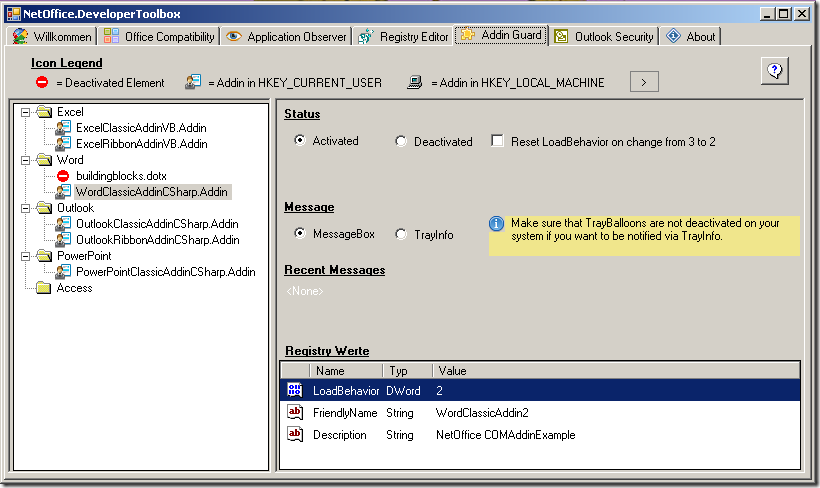 NetOffice.DeveloperToolbox
Willkommen Office Compatibility Application Observer Registry Editor Addin Guard Outlook Security About
Icon Legend
= Deactivated Element = Addin in HKEY_CURRENT_USER = Addin in HKEY_LOCAL_MACHINE >
Excel
ExcelClassicAddinVB.Addin
ExcelRibbonAddinVB.Addin
Word
buildingblocks.dotx
WordClassicAddinCSharp.Addin
Outlook
OutlookClassicAddinCSharp.Addin
OutlookRibbonAddinCSharp.Addin
PowerPoint
PowerPointClassicAddinCSharp.Addin
Access
Status
Activated Deactivated Reset LoadBehavior on change from 3 to 2
Message
MessageBox TrayInfo
Make sure that TrayBalloons are not deactivated on your
system if you want to be notified via TrayInfo.
Recent Messages
<None>
Registry Werte
Name Typ Value
LoadBehavior DWord 2
FriendlyName String WordClassicAddin2
Description String NetOffice COMAddinExample